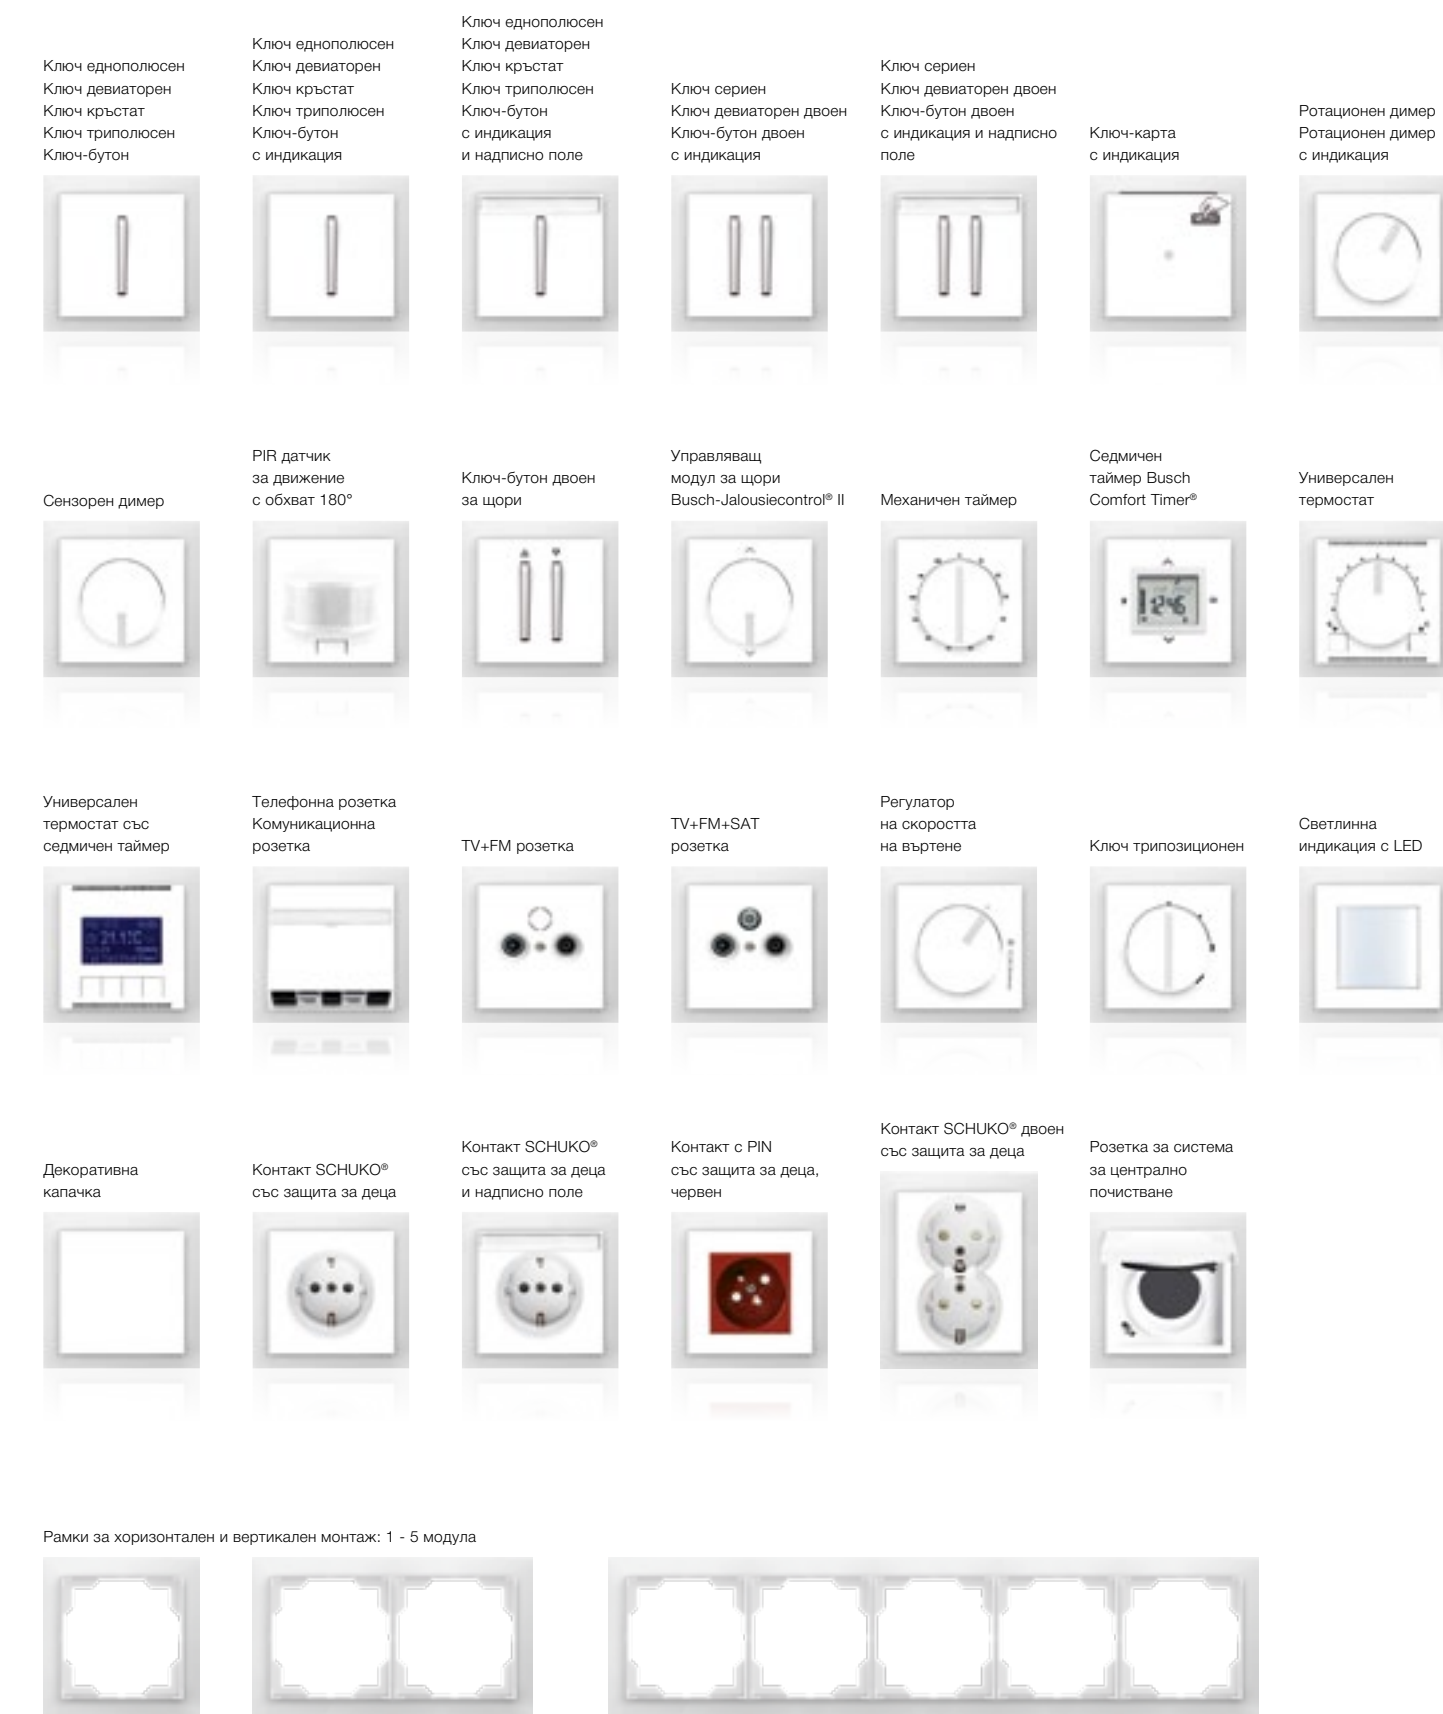 Ключ еднополюсен
Ключ девиаторен
Ключ кръстат
Ключ триполюсен
Ключ-бутон
Ключ еднополюсен
Ключ девиаторен
Ключ кръстат
Ключ триполюсен
Ключ-бутон
с индикация
Ключ еднополюсен
Ключ девиаторен
Ключ кръстат
Ключ триполюсен
Ключ-бутон
с индикация
и надписно поле
Ключ сериен
Ключ девиаторен двоен
Ключ-бутон двоен
с индикация
Ключ сериен
Ключ девиаторен двоен
Ключ-бутон двоен
с индикация и надписно
поле
Ключ-карта
с индикация
Ротационен димер
Ротационен димер
с индикация
Сензорен димер
PIR датчик
за движение
с обхват 180°
Ключ-бутон двоен
за щори
Управляващ
модул за щори
Busch-Jalousiecontrol® II
Механичен таймер
Седмичен
таймер Busch
Comfort Timer®
12:45
Универсален
термостат
Универсален
термостат със
седмичен таймер
21.1°C
Телефонна розетка
Комуникационна
розетка
TV+FM розетка
TV+FM+SAT
розетка
Регулатор
на скоростта
на въртене
Ключ трипозиционен
Светлинна
индикация с LED
Декоративна
капачка
Контакт SCHUKO®
със защита за деца
Контакт SCHUKO®
със защита за деца
и надписно поле
Контакт с PIN
със защита за деца,
червен
Контакт SCHUKO® двоен
със защита за деца
Розетка за система
за централно
почистване
Рамки за хоризонтален и вертикален монтаж: 1 - 5 модула